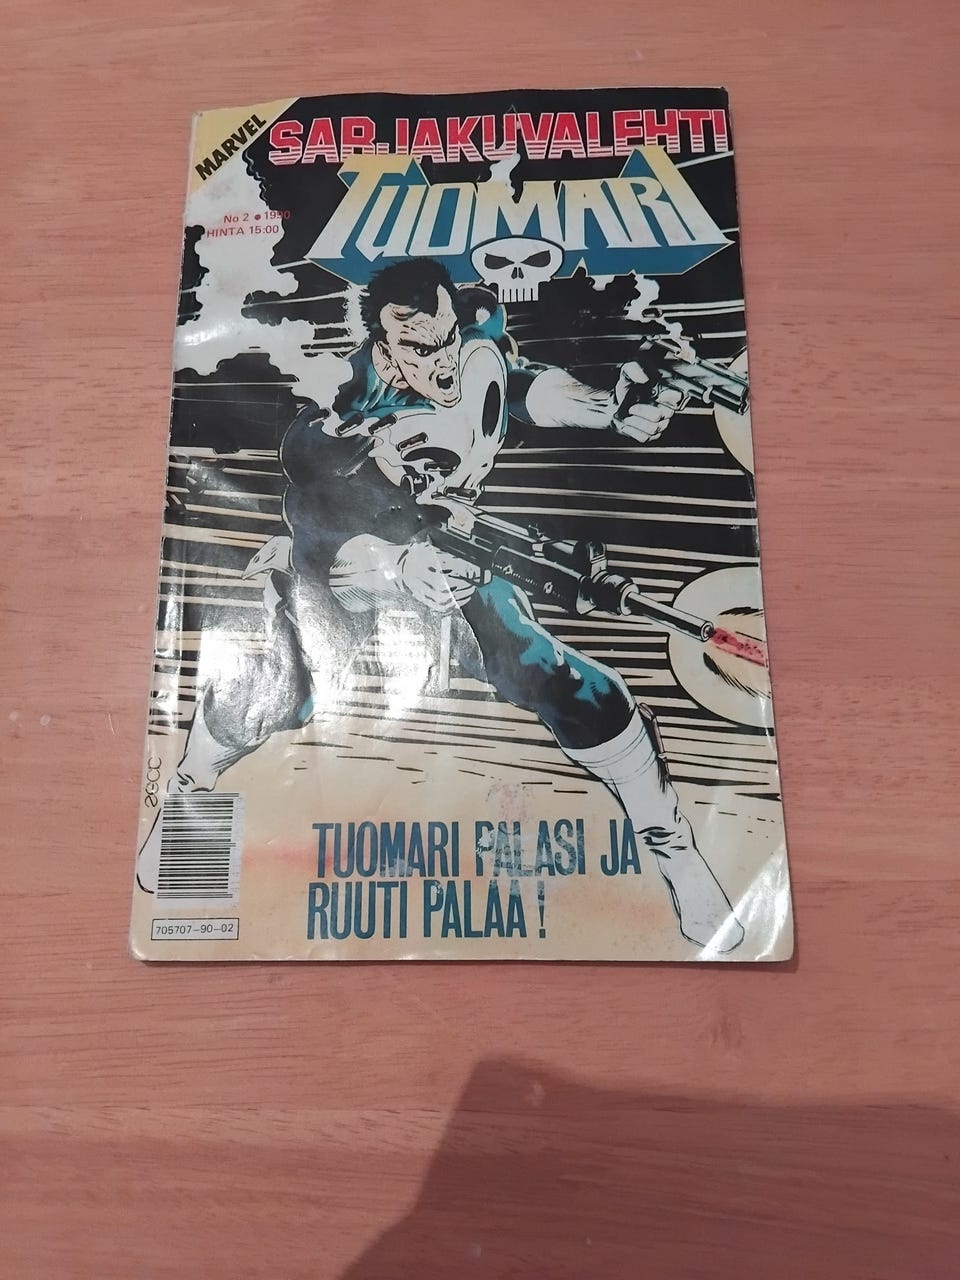 MARVEL
SARJAKUVALEHTI
TUOMARI
No 2 ● 1990
HINTA 15:00
TUOMARI PALASI JA
RUUTI PALAA!
705707-90-02